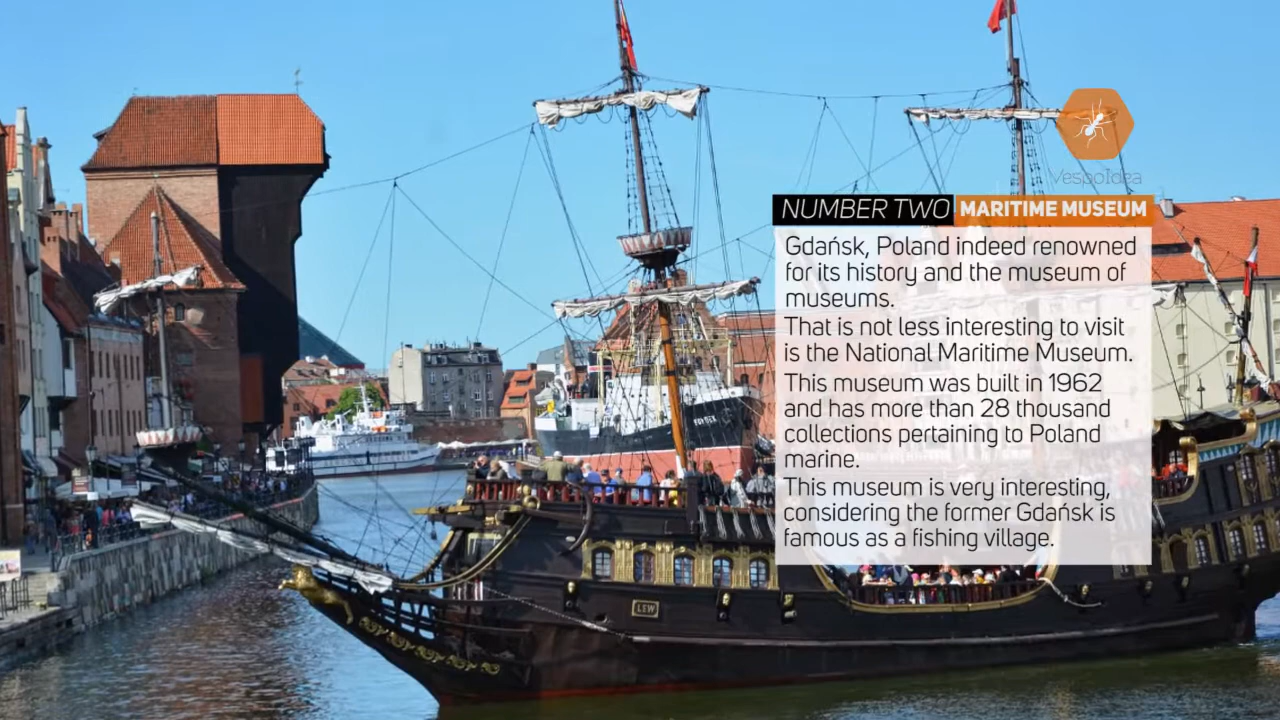 VespoIdea
NUMBER TWO MARITIME MUSEUM
Gdańsk, Poland indeed renowned
for its history and the museum of
museums.
That is not less interesting to visit
is the National Maritime Museum.
This museum was built in 1962
and has more than 28 thousand
collections pertaining to Poland
marine.
This museum is very interesting,
considering the former Gdańsk is
famous as a fishing village.
LEW